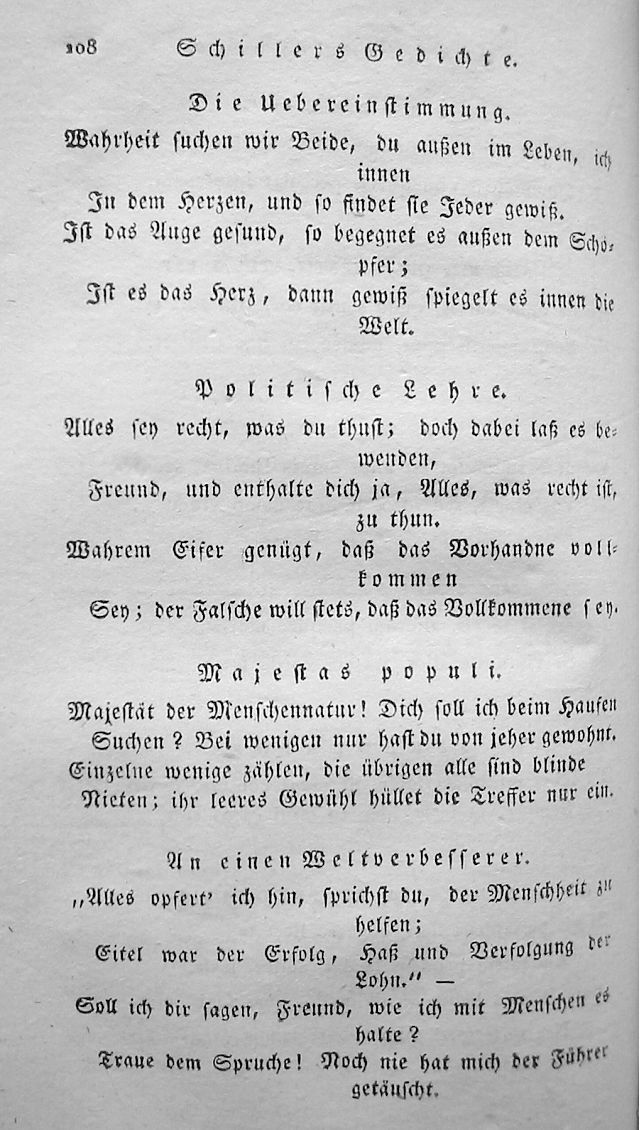 108 Schillers Gedichte.
Die Uebereinstimmung.
Wahrheit suchen wir Beide, du außen im Leben, ich
innen
In dem Herzen, und so findet sie Jeder gewiß.
Ist das Auge gesund, so begegnet es außen dem Schö-
pfer;
Ist es das Herz, dann gewiß spiegelt es innen die
Welt.
Politische Lehre.
Alles sey recht, was du thust; doch dabei laß es be-
wenden,
Freund, und enthalte dich ja, Alles, was recht ist,
zu thun.
Wahrem Eifer genügt, daß das Vorhandne voll-
kommen
Sey; der Falsche will stets, daß das Vollkommene sey.
Majestas populi.
Majestät der Menschennatur! Dich soll ich beim Haufen
Suchen? Bei wenigen nur hast du von jeher gewohnt.
Einzelne wenige zählen, die übrigen alle sind blinde
Nieten; ihr leeres Gewühl hüllet die Treffer nur ein.
An einen Weltverbesserer.
„Alles opfert' ich hin, sprichst du, der Menschheit zu
helfen;
Eitel war der Erfolg, Haß und Verfolgung der
Lohn.“ —
Soll ich dir sagen, Freund, wie ich mit Menschen es
halte?
Traue dem Spruche! Noch nie hat mich der Führer
getäuscht.